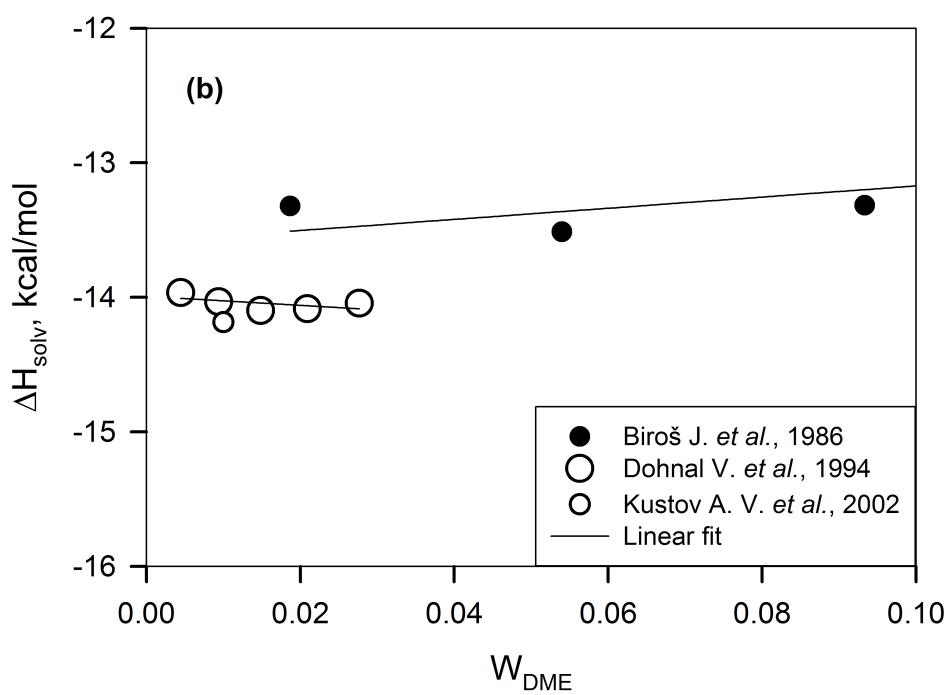 -12
(b)
-13
-14
-15
-16
ΔHsolv, kcal/mol
Biroš J. et al., 1986
Dohnal V. et al., 1994
Kustov A. V. et al., 2002
Linear fit
0.00 0.02 0.04 0.06 0.08 0.10
WDME